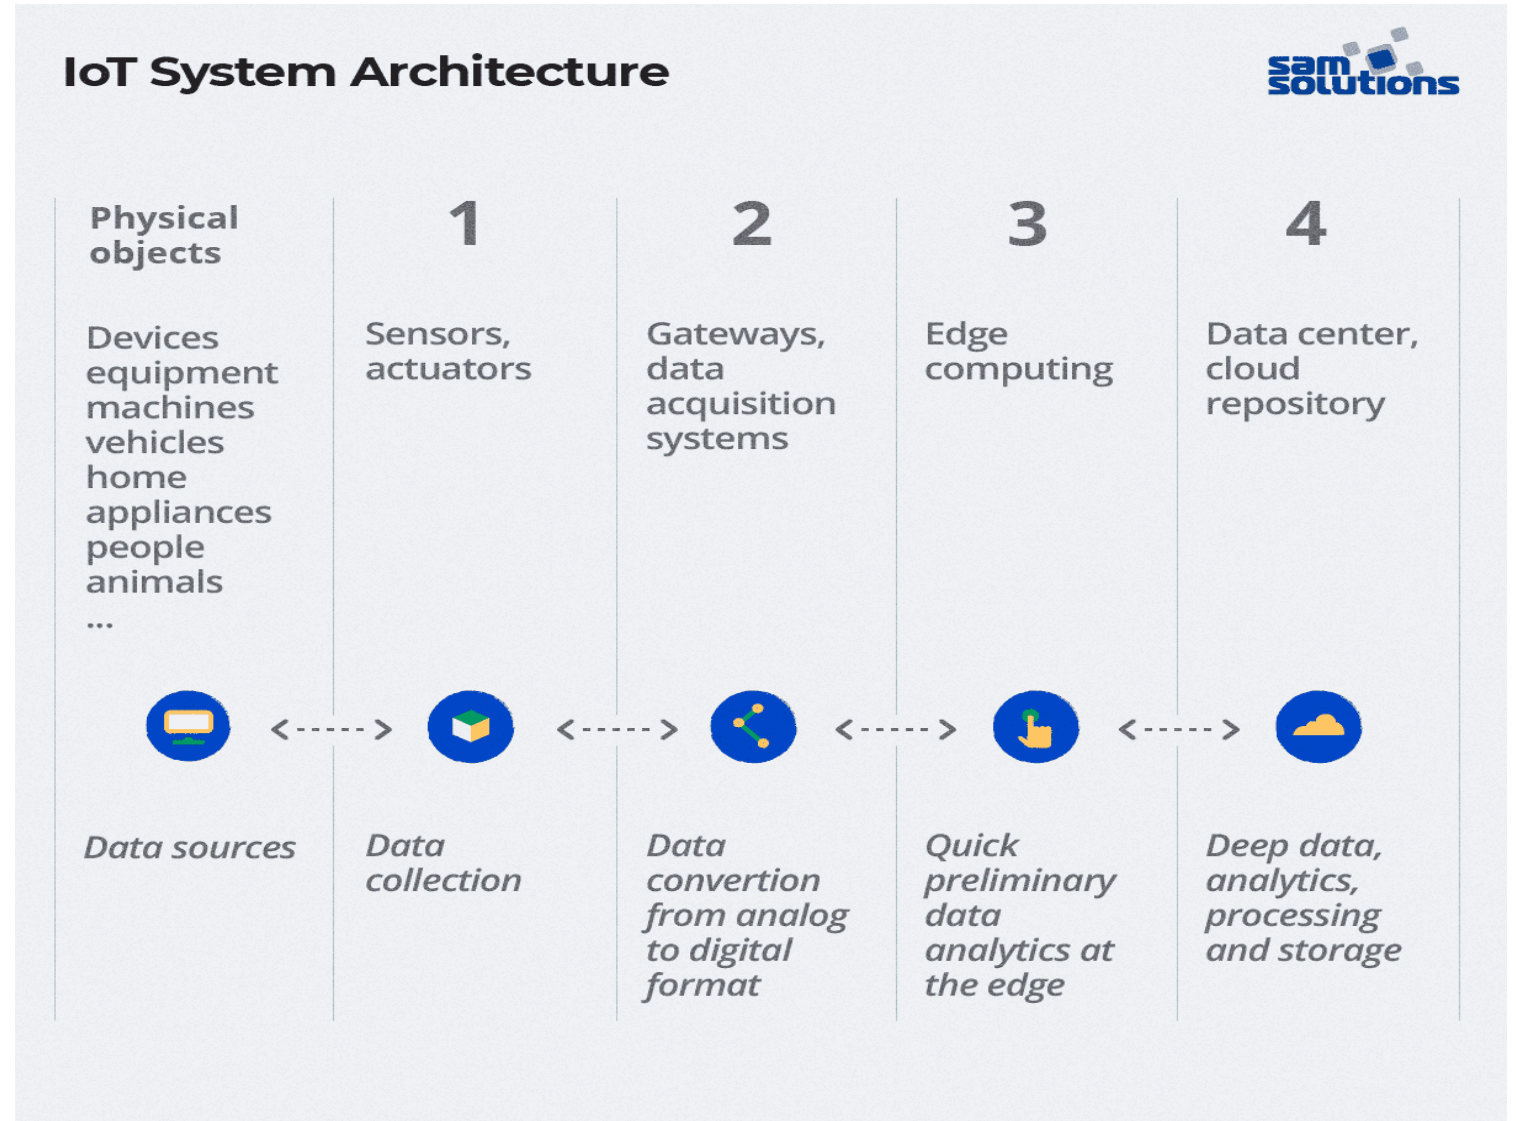 IoT System Architecture
sam
solutions
Physical
objects
Devices
equipment
machines
vehicles
home
appliances
people
animals
...
Data sources
1
Sensors,
actuators
Data
collection
2
Gateways,
data
acquisition
systems
Data
convertion
from analog
to digital
format
3
Edge
computing
Quick
preliminary
data
analytics at
the edge
4
Data center,
cloud
repository
Deep data,
analytics,
processing
and storage